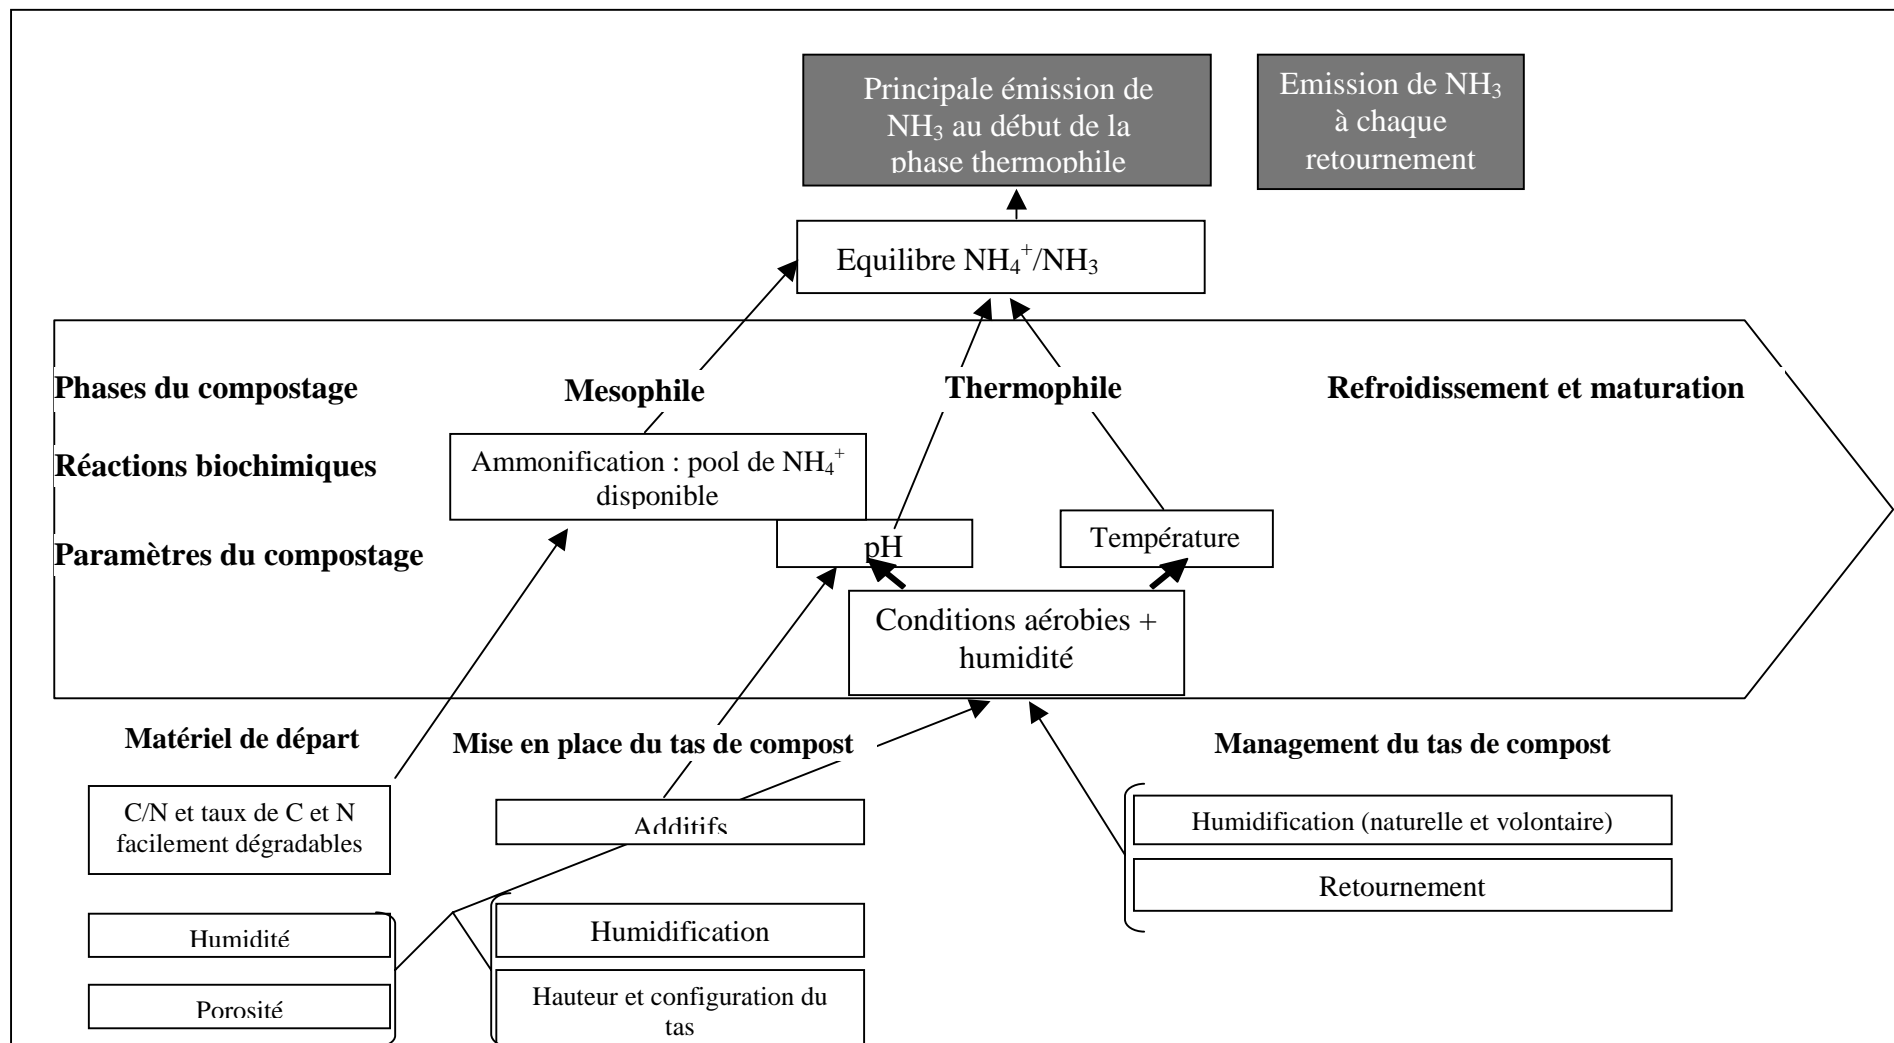 Principale émission de
NH₃ au début de la
phase thermophile
Emission de NH₃
à chaque
retournement
Equilibre NH₄⁺/NH₃
Phases du compostage
Mesophile
Thermophile
Refroidissement et maturation
Réactions biochimiques
Ammonification : pool de NH₄⁺
disponible
Paramètres du compostage
pH
Température
Conditions aérobies +
humidité
Matériel de départ
Mise en place du tas de compost
Management du tas de compost
C/N et taux de C et N
facilement dégradables
Additifs
Humidification (naturelle et volontaire)
Retournement
Humidité
Humidification
Porosité
Hauteur et configuration du
tas